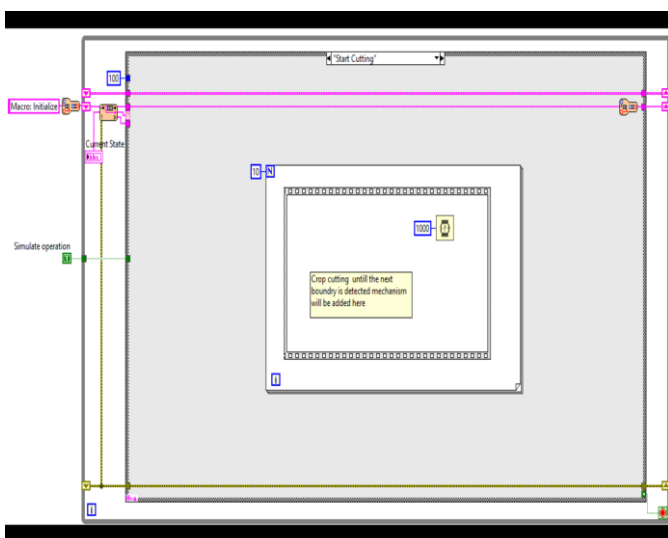 "Start Cutting"
100
Macro: Initialize
Current State
abc
10
N
1000
Simulate operation
T
Crop cutting untill the next
boundry is detected mechanism
will be added here
i
i